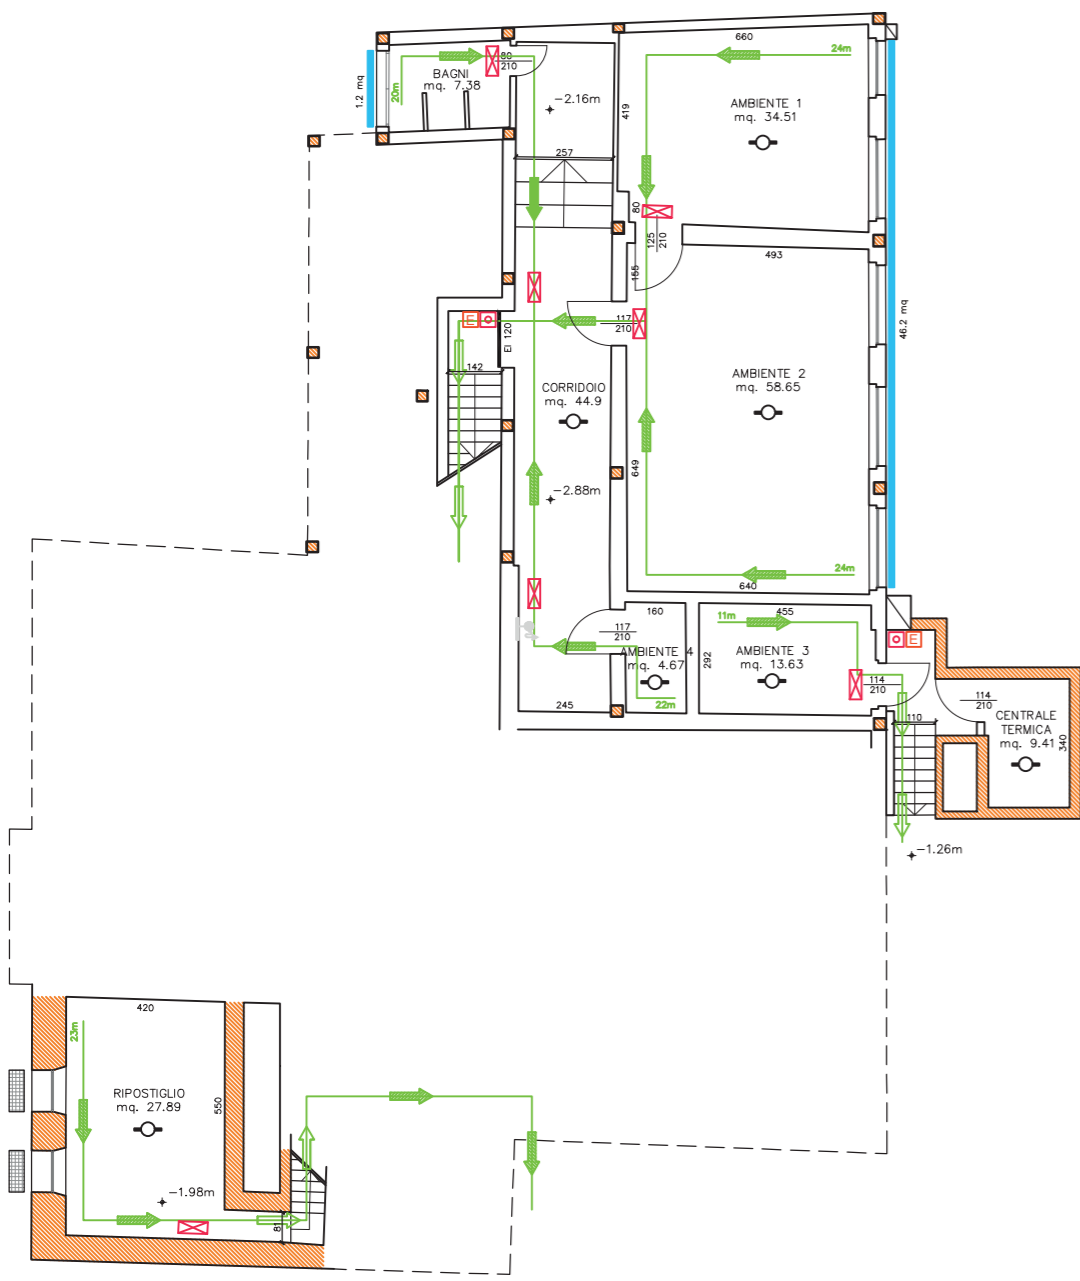 660
24m
80
210
BAGNI
mq. 7.38
20m
1.2 mq
-2.16m
419
AMBIENTE 1
mq. 34.51
257
80
125
210
493
155
46.2 mq
E
EI 120
117
210
142
CORRIDOIO
mq. 44.9
AMBIENTE 2
mq. 58.65
649
-2.88m
24m
640
160
455
11m
117
210
AMBIENTE 4
mq. 4.67
292
AMBIENTE 3
mq. 13.63
E
114
210
114
210
245
22m
110
CENTRALE
TERMICA
mq. 9.41
340
-1.26m
420
23m
RIPOSTIGLIO
mq. 27.89
550
-1.98m
81